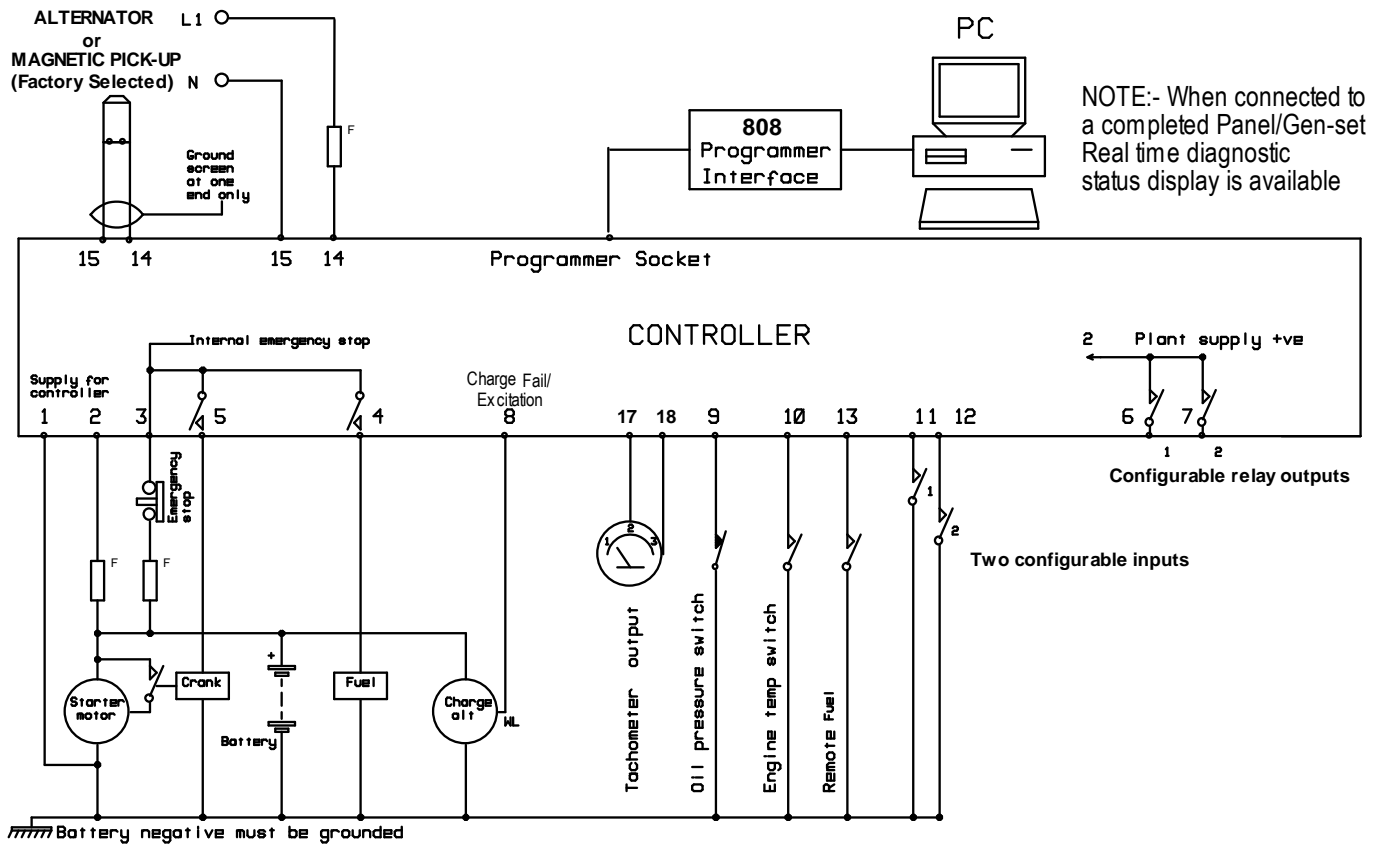 ALTERNATOR
or
MAGNETIC PICK-UP
(Factory Selected)
L1
N
F
Ground
screen
at one
end only
808
Programmer
Interface
PC
NOTE:- When connected to
a completed Panel/Gen-set
Real time diagnostic
status display is available
15 14 15 14
Programmer Socket
CONTROLLER
Internal emergency stop
2 Plant supply +ve
Supply for
controller
Charge Fail/
Excitation
1 2 3 5 4 8 17 18 9 10 13 11 12 6 7
1 2
Configurable relay outputs
Emergency
stop
F F
1
2
Two configurable inputs
1 2 3
Tachometer output
Oil pressure switch
Engine temp switch
Remote Fuel
Starter
motor
Crank
+
Battery
Fuel
Charge
alt
WL
Battery negative must be grounded